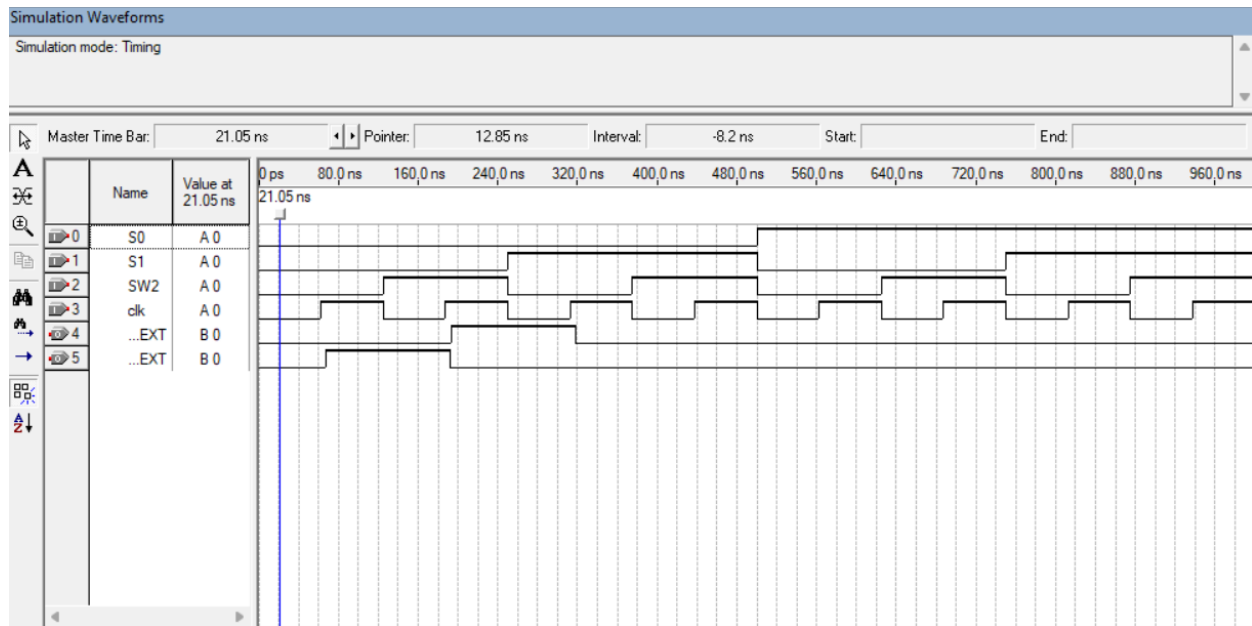 Simulation Waveforms
Simulation mode: Timing
Master Time Bar: 21.05 ns Pointer: 12.85 ns Interval: -8.2 ns Start: End:
Name Value at 21.05 ns
0 ps 80.0 ns 160.0 ns 240.0 ns 320.0 ns 400.0 ns 480.0 ns 560.0 ns 640.0 ns 720.0 ns 800.0 ns 880.0 ns 960.0 ns
21.05 ns
0 S0 A 0
1 S1 A 0
2 SW2 A 0
3 clk A 0
4 ...EXT B 0
5 ...EXT B 0